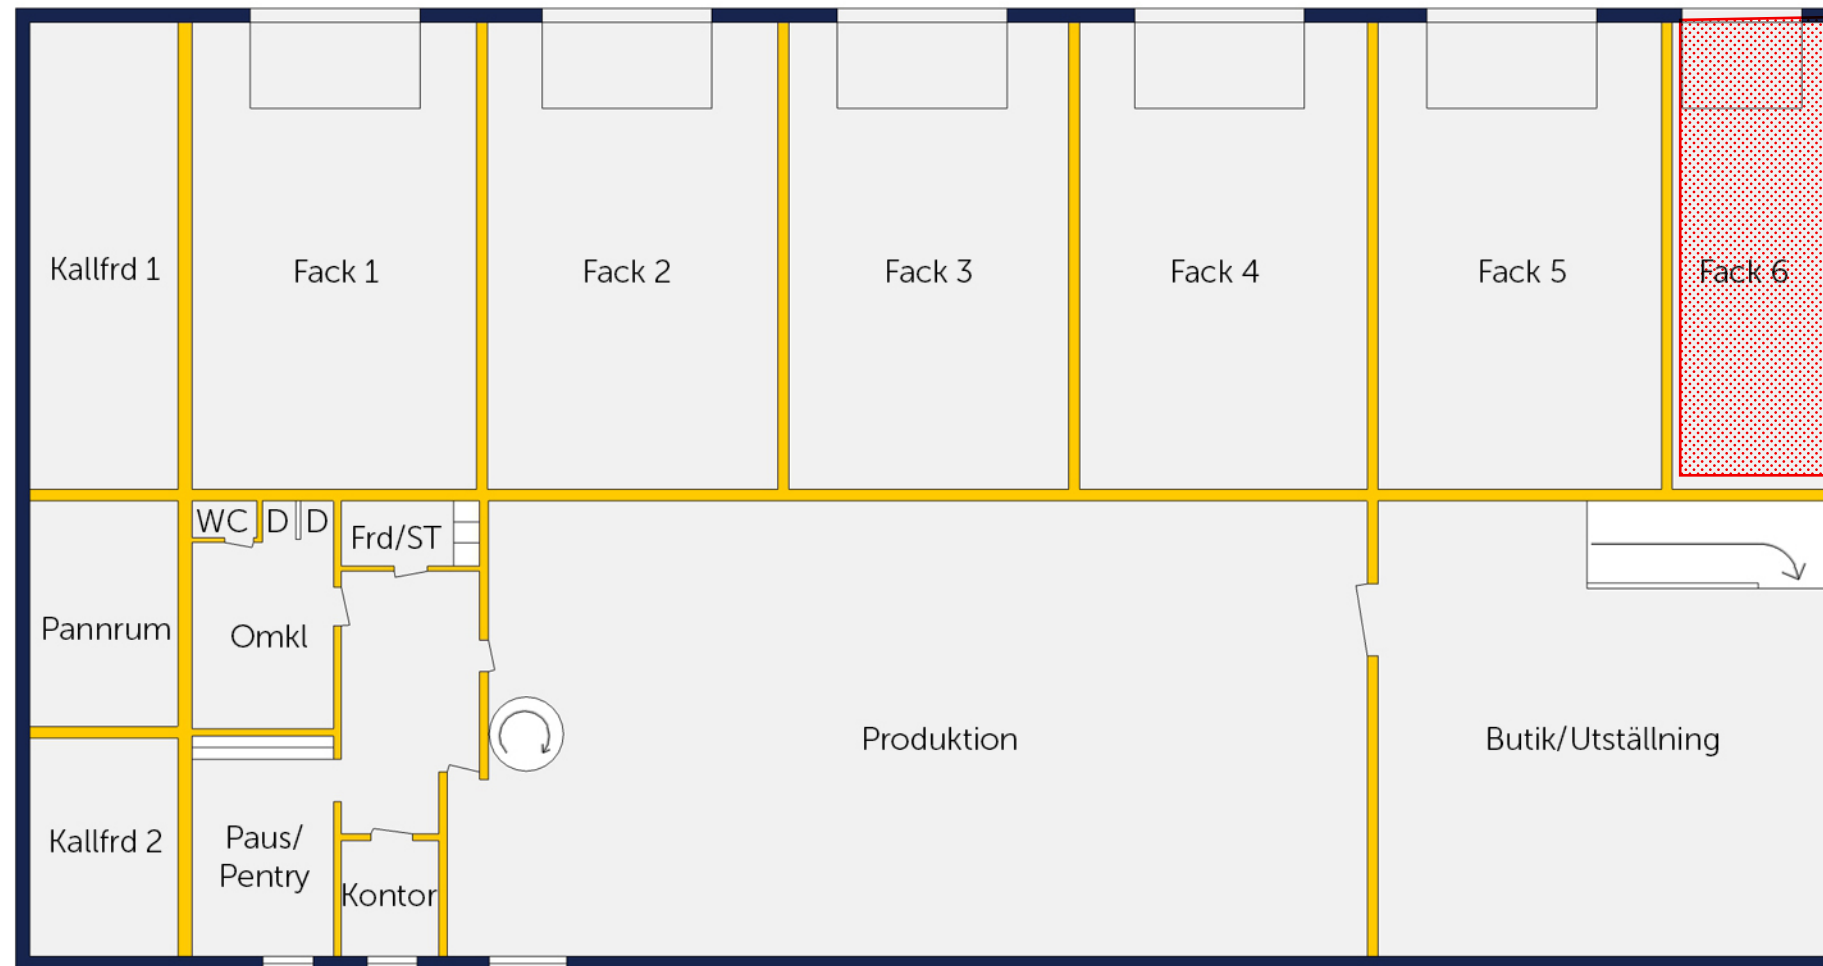 Kallfrd 1
Fack 1
Fack 2
Fack 3
Fack 4
Fack 5
Fack 6
WC
D
D
Frd/ST
Pannrum
Omkl
Produktion
Butik/Utställning
Kallfrd 2
Paus/
Pentry
Kontor